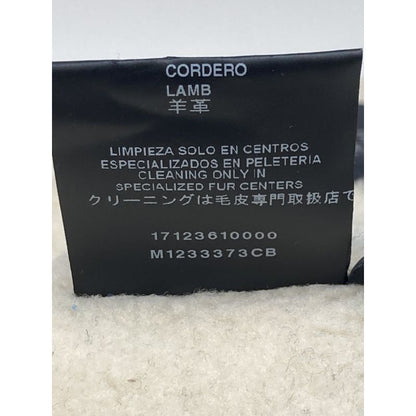 CORDERO
LAMB
羊革
LIMPIEZA SOLO EN CENTROS
ESPECIALIZADOS EN PELETERIA
CLEANING ONLY IN
SPECIALIZED FUR CENTERS
クリーニングは毛皮専門取扱店で
17123610000
M1233373CB